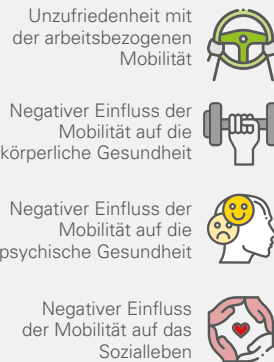 Unzufriedenheit mit
der arbeitsbezogenen
Mobilität
Negativer Einfluss der
Mobilität auf die
körperliche Gesundheit
Negativer Einfluss der
Mobilität auf die
psychische Gesundheit
Negativer Einfluss
der Mobilität auf das
Sozialleben